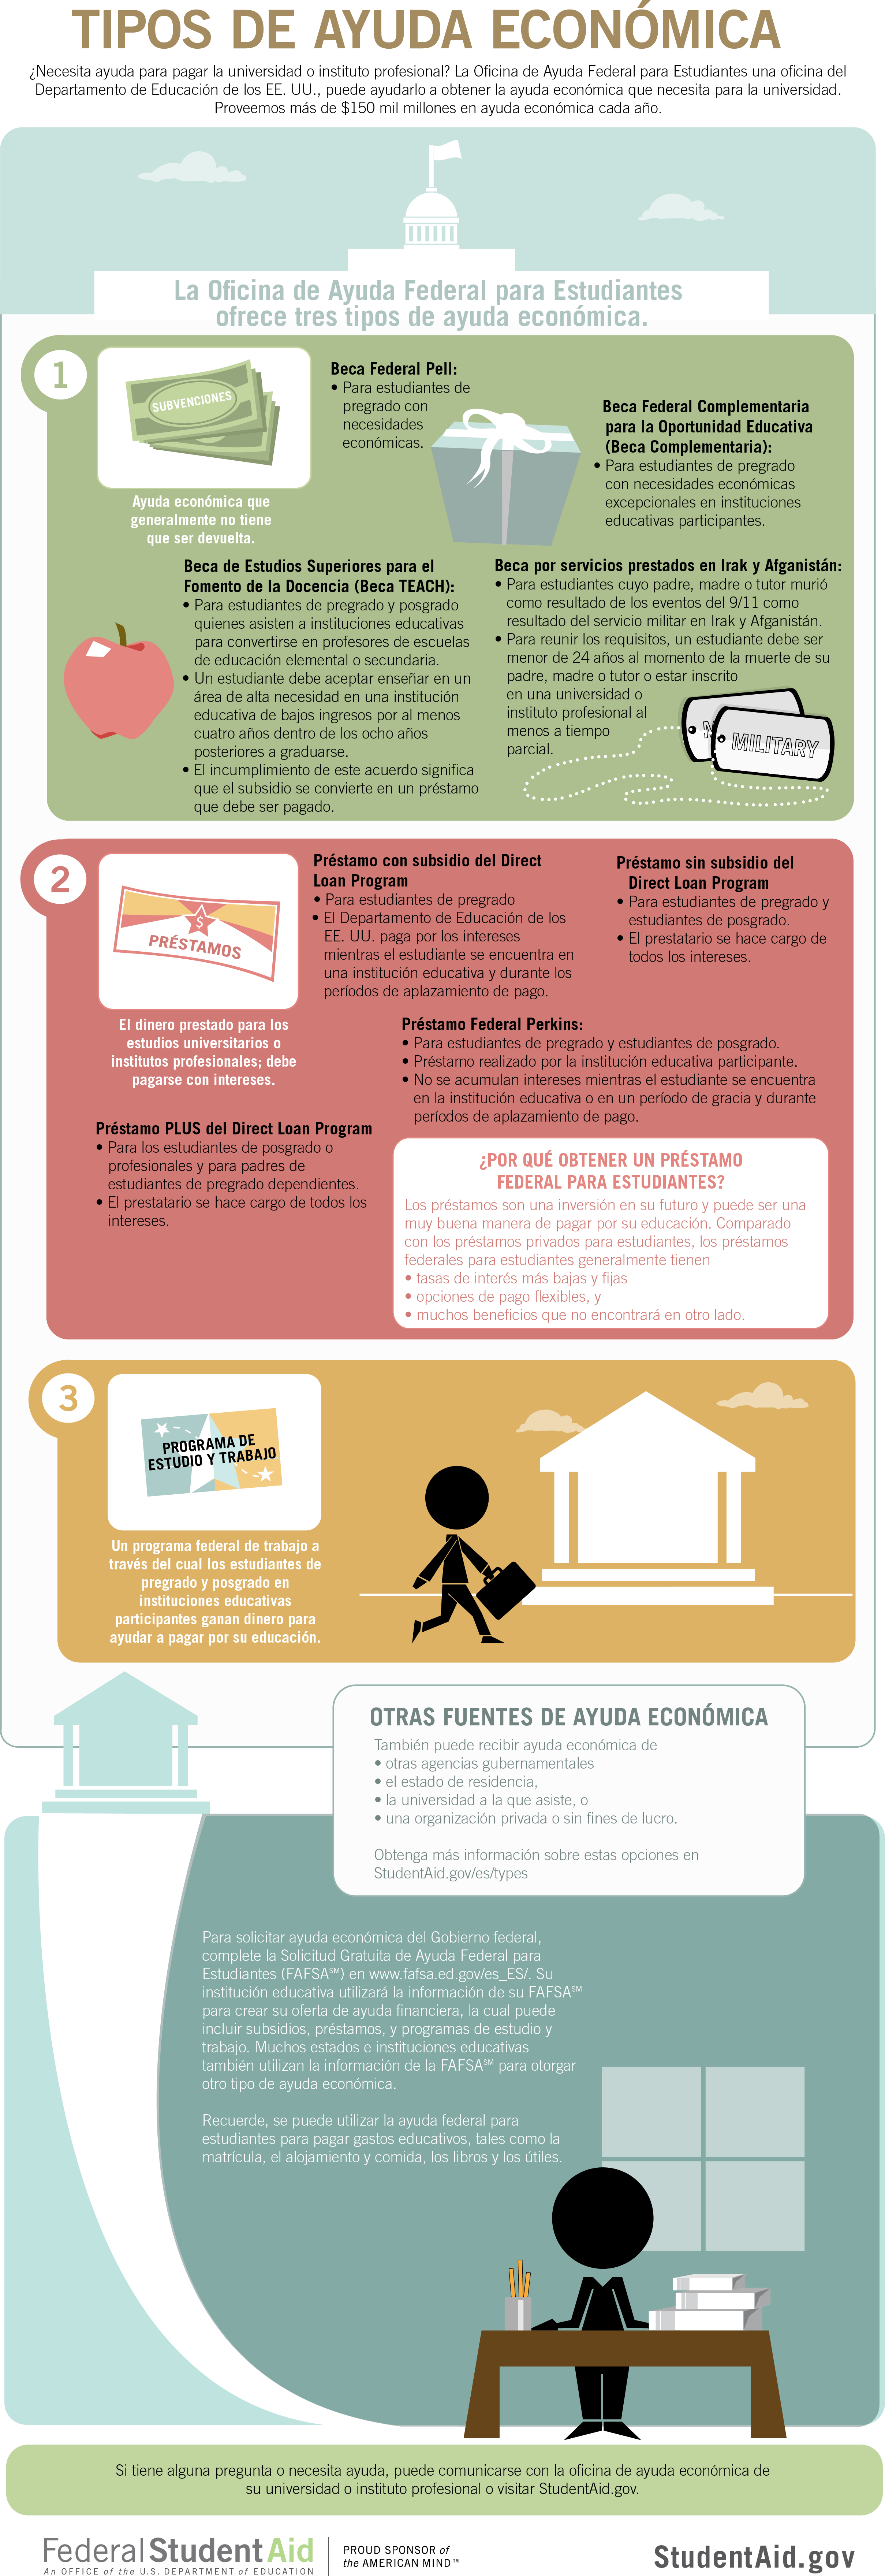 TIPOS DE AYUDA ECONÓMICA
¿Necesita ayuda para pagar la universidad o instituto profesional? La Oficina de Ayuda Federal para Estudiantes una oficina del
Departamento de Educación de los EE. UU., puede ayudarlo a obtener la ayuda económica que necesita para la universidad.
Proveemos más de $150 mil millones en ayuda económica cada año.
La Oficina de Ayuda Federal para Estudiantes
ofrece tres tipos de ayuda económica.
1
SUBVENCIONES
Ayuda económica que
generalmente no tiene
que ser devuelta.
Beca Federal Pell:
• Para estudiantes de
pregrado con
necesidades
económicas.
Beca Federal Complementaria
para la Oportunidad Educativa
(Beca Complementaria):
• Para estudiantes de pregrado
con necesidades económicas
excepcionales en instituciones
educativas participantes.
Beca de Estudios Superiores para el
Fomento de la Docencia (Beca TEACH):
• Para estudiantes de pregrado y posgrado
quienes asisten a instituciones educativas
para convertirse en profesores de escuelas
de educación elemental o secundaria.
• Un estudiante debe aceptar enseñar en un
área de alta necesidad en una institución
educativa de bajos ingresos por al menos
cuatro años dentro de los ocho años
posteriores a graduarse.
• El incumplimiento de este acuerdo significa
que el subsidio se convierte en un préstamo
que debe ser pagado.
Beca por servicios prestados en Irak y Afganistán:
• Para estudiantes cuyo padre, madre o tutor murió
como resultado de los eventos del 9/11 como
resultado del servicio militar en Irak y Afganistán.
• Para reunir los requisitos, un estudiante debe ser
menor de 24 años al momento de la muerte de su
padre, madre o tutor o estar inscrito
en una universidad o
instituto profesional al
menos a tiempo
parcial.
MILITARY
2
PRÉSTAMOS
$
El dinero prestado para los
estudios universitarios o
institutos profesionales; debe
pagarse con intereses.
Préstamo con subsidio del Direct
Loan Program
• Para estudiantes de pregrado
• El Departamento de Educación de los
EE. UU. paga por los intereses
mientras el estudiante se encuentra en
una institución educativa y durante los
períodos de aplazamiento de pago.
Préstamo sin subsidio del
Direct Loan Program
• Para estudiantes de pregrado y
estudiantes de posgrado.
• El prestatario se hace cargo de
todos los intereses.
Préstamo Federal Perkins:
• Para estudiantes de pregrado y estudiantes de posgrado.
• Préstamo realizado por la institución educativa participante.
• No se acumulan intereses mientras el estudiante se encuentra
en la institución educativa o en un período de gracia y durante
períodos de aplazamiento de pago.
Préstamo PLUS del Direct Loan Program
• Para los estudiantes de posgrado o
profesionales y para padres de
estudiantes de pregrado dependientes.
• El prestatario se hace cargo de todos los
intereses.
¿POR QUÉ OBTENER UN PRÉSTAMO
FEDERAL PARA ESTUDIANTES?
Los préstamos son una inversión en su futuro y puede ser una
muy buena manera de pagar por su educación. Comparado
con los préstamos privados para estudiantes, los préstamos
federales para estudiantes generalmente tienen
• tasas de interés más bajas y fijas
• opciones de pago flexibles, y
• muchos beneficios que no encontrará en otro lado.
3
PROGRAMA DE
ESTUDIO Y TRABAJO
Un programa federal de trabajo a
través del cual los estudiantes de
pregrado y posgrado en
instituciones educativas
participantes ganan dinero para
ayudar a pagar por su educación.
OTRAS FUENTES DE AYUDA ECONÓMICA
También puede recibir ayuda económica de
• otras agencias gubernamentales
• el estado de residencia,
• la universidad a la que asiste, o
• una organización privada o sin fines de lucro.
Obtenga más información sobre estas opciones en
StudentAid.gov/es/types
Para solicitar ayuda económica del Gobierno federal,
complete la Solicitud Gratuita de Ayuda Federal para
Estudiantes (FAFSA℠) en www.fafsa.ed.gov/es_ES/. Su
institución educativa utilizará la información de su FAFSA℠
para crear su oferta de ayuda financiera, la cual puede
incluir subsidios, préstamos, y programas de estudio y
trabajo. Muchos estados e instituciones educativas
también utilizan la información de la FAFSA℠ para otorgar
otro tipo de ayuda económica.
Recuerde, se puede utilizar la ayuda federal para
estudiantes para pagar gastos educativos, tales como la
matrícula, el alojamiento y comida, los libros y los útiles.
Si tiene alguna pregunta o necesita ayuda, puede comunicarse con la oficina de ayuda económica de
su universidad o instituto profesional o visitar StudentAid.gov.
Federal Student Aid
An OFFICE of the U.S. DEPARTMENT of EDUCATION
PROUD SPONSOR of
the AMERICAN MIND™
StudentAid.gov